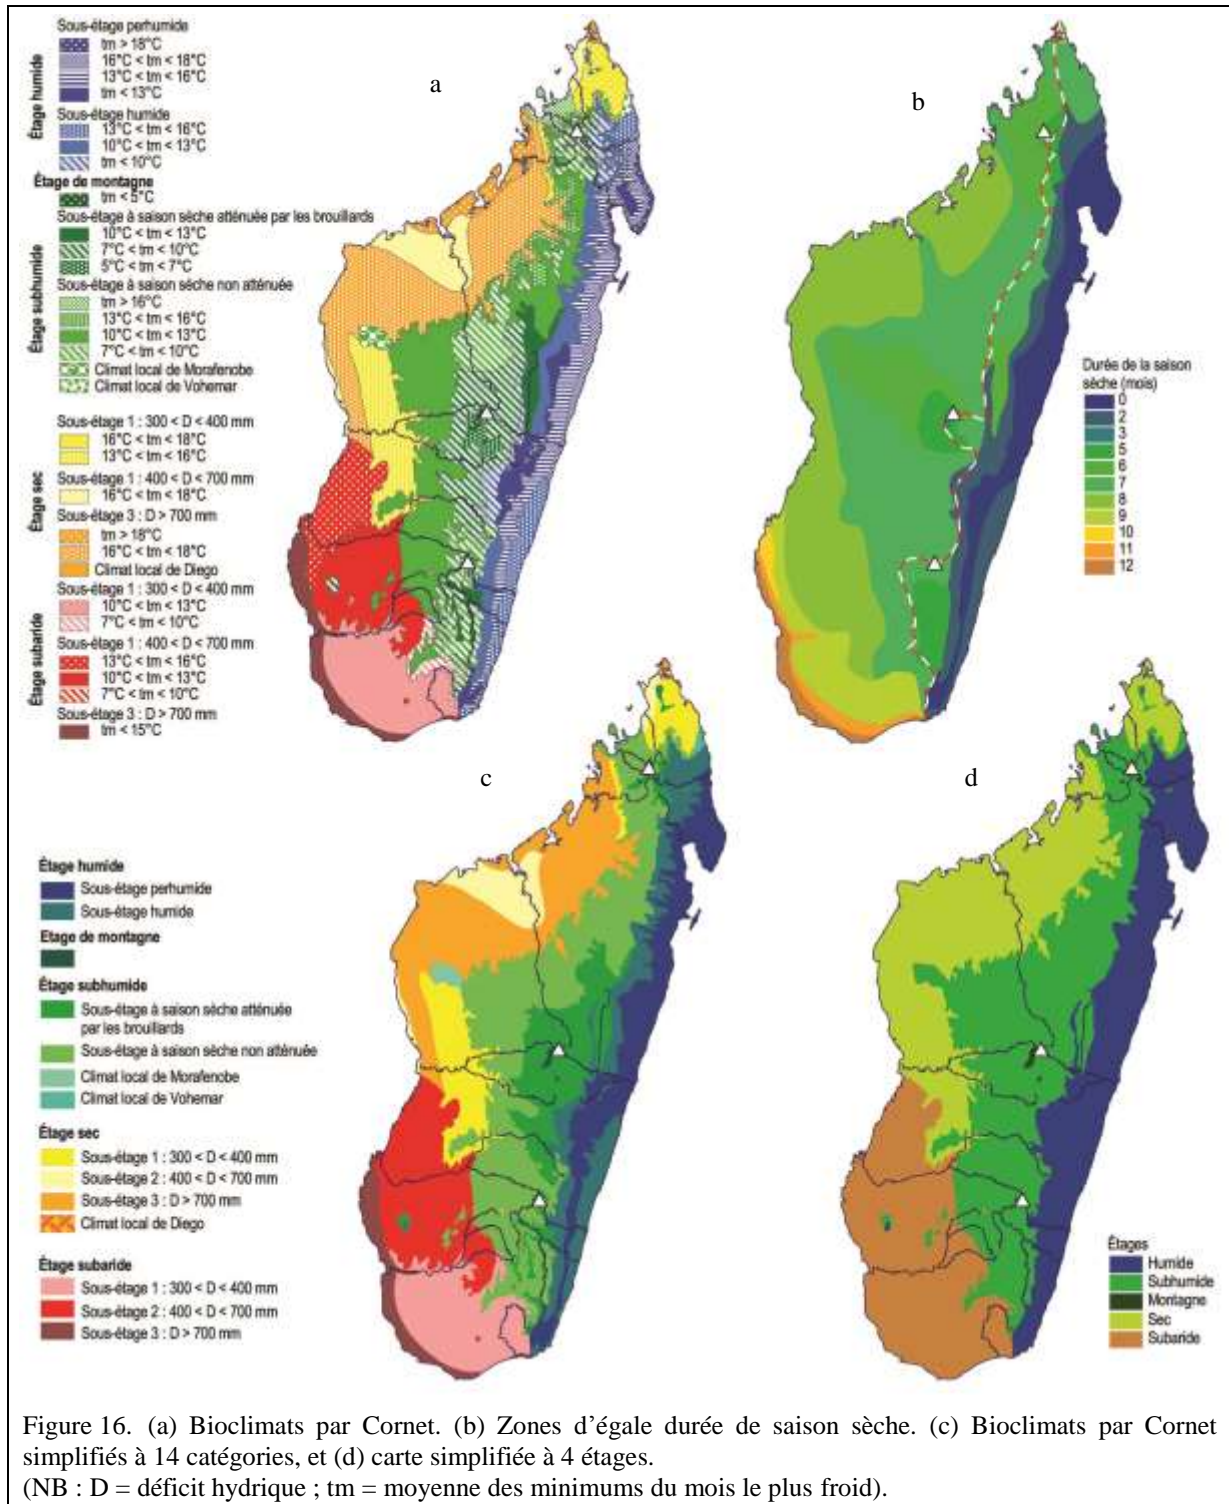 Sous-étage perhumide
tm > 18°C
16°C < tm < 18°C
13°C < tm < 16°C
tm < 13°C
Étage humide
Sous-étage humide
13°C < tm < 16°C
10°C < tm < 13°C
tm < 10°C
Étage de montagne
tm < 5°C
Sous-étage à saison sèche atténuée par les brouillards
10°C < tm < 13°C
7°C < tm < 10°C
5°C < tm < 7°C
Étage subhumide
Sous-étage à saison sèche non atténuée
tm > 16°C
13°C < tm < 16°C
10°C < tm < 13°C
7°C < tm < 10°C
Climat local de Morafenobe
Climat local de Vohemar
Sous-étage 1 : 300 < D < 400 mm
16°C < tm < 18°C
13°C < tm < 16°C
Étage sec
Sous-étage 1 : 400 < D < 700 mm
16°C < tm < 18°C
Sous-étage 3 : D > 700 mm
tm > 18°C
16°C < tm < 18°C
Climat local de Diego
Étage subaride
Sous-étage 1 : 300 < D < 400 mm
10°C < tm < 13°C
7°C < tm < 10°C
Sous-étage 1 : 400 < D < 700 mm
13°C < tm < 16°C
10°C < tm < 13°C
7°C < tm < 10°C
Sous-étage 3 : D > 700 mm
tm < 15°C
a
b
Durée de la saison
sèche (mois)
0
2
3
5
6
7
8
9
10
11
12
c
Étage humide
Sous-étage perhumide
Sous-étage humide
Etage de montagne
Étage subhumide
Sous-étage à saison sèche atténuée
par les brouillards
Sous-étage à saison sèche non atténuée
Climat local de Morafenobe
Climat local de Vohemar
Étage sec
Sous-étage 1 : 300 < D < 400 mm
Sous-étage 2 : 400 < D < 700 mm
Sous-étage 3 : D > 700 mm
Climat local de Diego
Étage subaride
Sous-étage 1 : 300 < D < 400 mm
Sous-étage 2 : 400 < D < 700 mm
Sous-étage 3 : D > 700 mm
d
Étages
Humide
Subhumide
Montagne
Sec
Subaride
Figure 16. (a) Bioclimats par Cornet. (b) Zones d'égale durée de saison sèche. (c) Bioclimats par Cornet
simplifiés à 14 catégories, et (d) carte simplifiée à 4 étages.
(NB : D = déficit hydrique ; tm = moyenne des minimums du mois le plus froid).